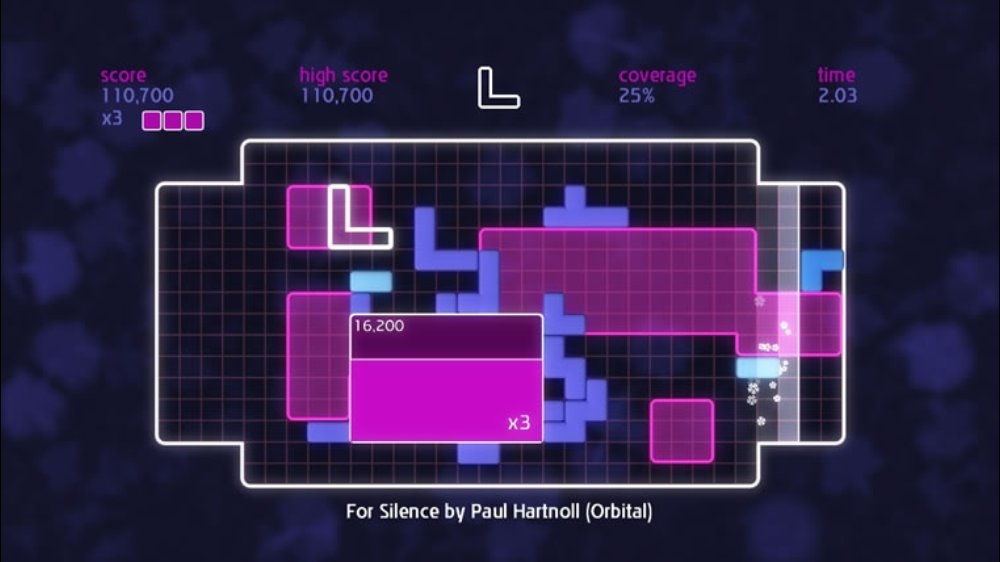 score
110,700
x3
high score
110,700
coverage
25%
time
2.03
16,200
x3
For Silence by Paul Hartnoll (Orbital)